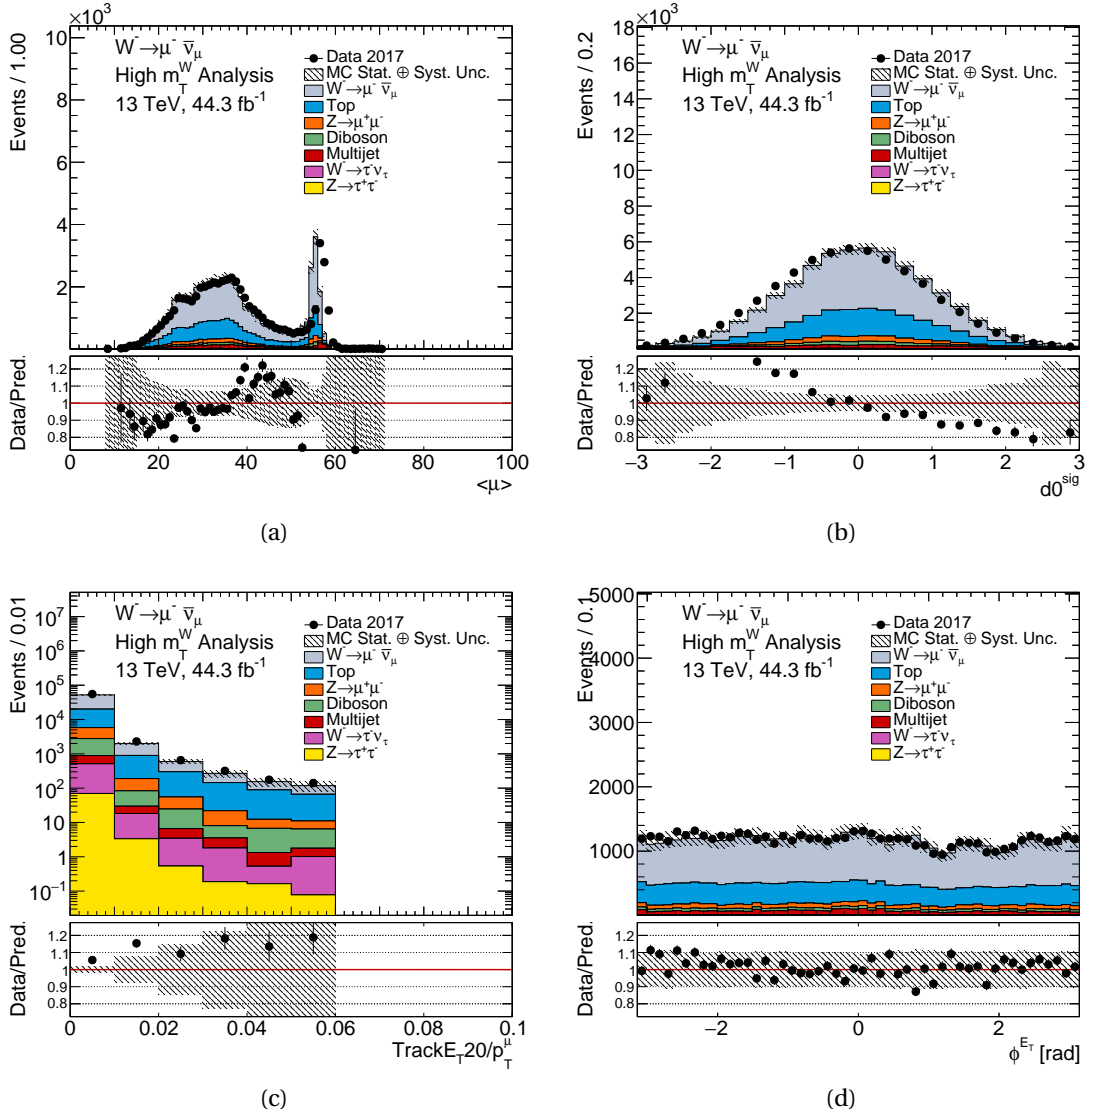 ×10³
Events / 1.00
W⁻→μ⁻ ν̅_μ
High m_T^W Analysis
13 TeV, 44.3 fb⁻¹
Data 2017
MC Stat. ⊕ Syst. Unc.
W⁻→μ⁻ ν̅_μ
Top
Z→μ⁺μ⁻
Diboson
Multijet
W⁻→τ⁻ν_τ
Z→τ⁺τ⁻
10
8
6
4
2
Data/Pred.
1.2
1.1
1
0.9
0.8
0 20 40 60 80 100
<μ>
(a)
×10³
Events / 0.2
W⁻→μ⁻ ν̅_μ
High m_T^W Analysis
13 TeV, 44.3 fb⁻¹
Data 2017
MC Stat. ⊕ Syst. Unc.
W⁻→μ⁻ ν̅_μ
Top
Z→μ⁺μ⁻
Diboson
Multijet
W⁻→τ⁻ν_τ
Z→τ⁺τ⁻
18
16
14
12
10
8
6
4
2
Data/Pred.
1.2
1.1
1
0.9
0.8
−3 −2 −1 0 1 2 3
d0^sig
(b)
Events / 0.01
W⁻→μ⁻ ν̅_μ
High m_T^W Analysis
13 TeV, 44.3 fb⁻¹
Data 2017
MC Stat. ⊕ Syst. Unc.
W⁻→μ⁻ ν̅_μ
Top
Z→μ⁺μ⁻
Diboson
Multijet
W⁻→τ⁻ν_τ
Z→τ⁺τ⁻
10⁷
10⁶
10⁵
10⁴
10³
10²
10
1
10⁻¹
Data/Pred.
1.2
1.1
1
0.9
0.8
0 0.02 0.04 0.06 0.08 0.1
TrackE_T20/p_T^μ
(c)
Events / 0.1
W⁻→μ⁻ ν̅_μ
High m_T^W Analysis
13 TeV, 44.3 fb⁻¹
Data 2017
MC Stat. ⊕ Syst. Unc.
W⁻→μ⁻ ν̅_μ
Top
Z→μ⁺μ⁻
Diboson
Multijet
W⁻→τ⁻ν_τ
Z→τ⁺τ⁻
5000
4000
3000
2000
1000
Data/Pred.
1.2
1.1
1
0.9
0.8
−2 0 2
ϕ^E_T [rad]
(d)